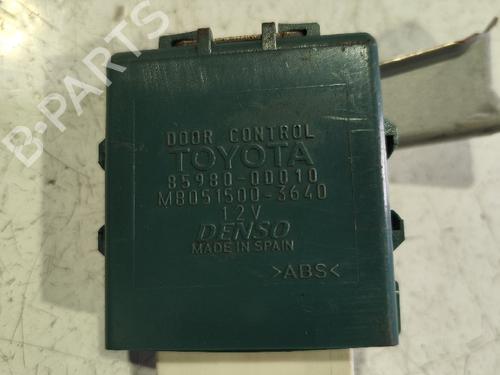 B-PARTS
DOOR CONTROL
TOYOTA
85980-0D010
M8051500-3640
12V
DENSO
MADE IN SPAIN
>ABS<